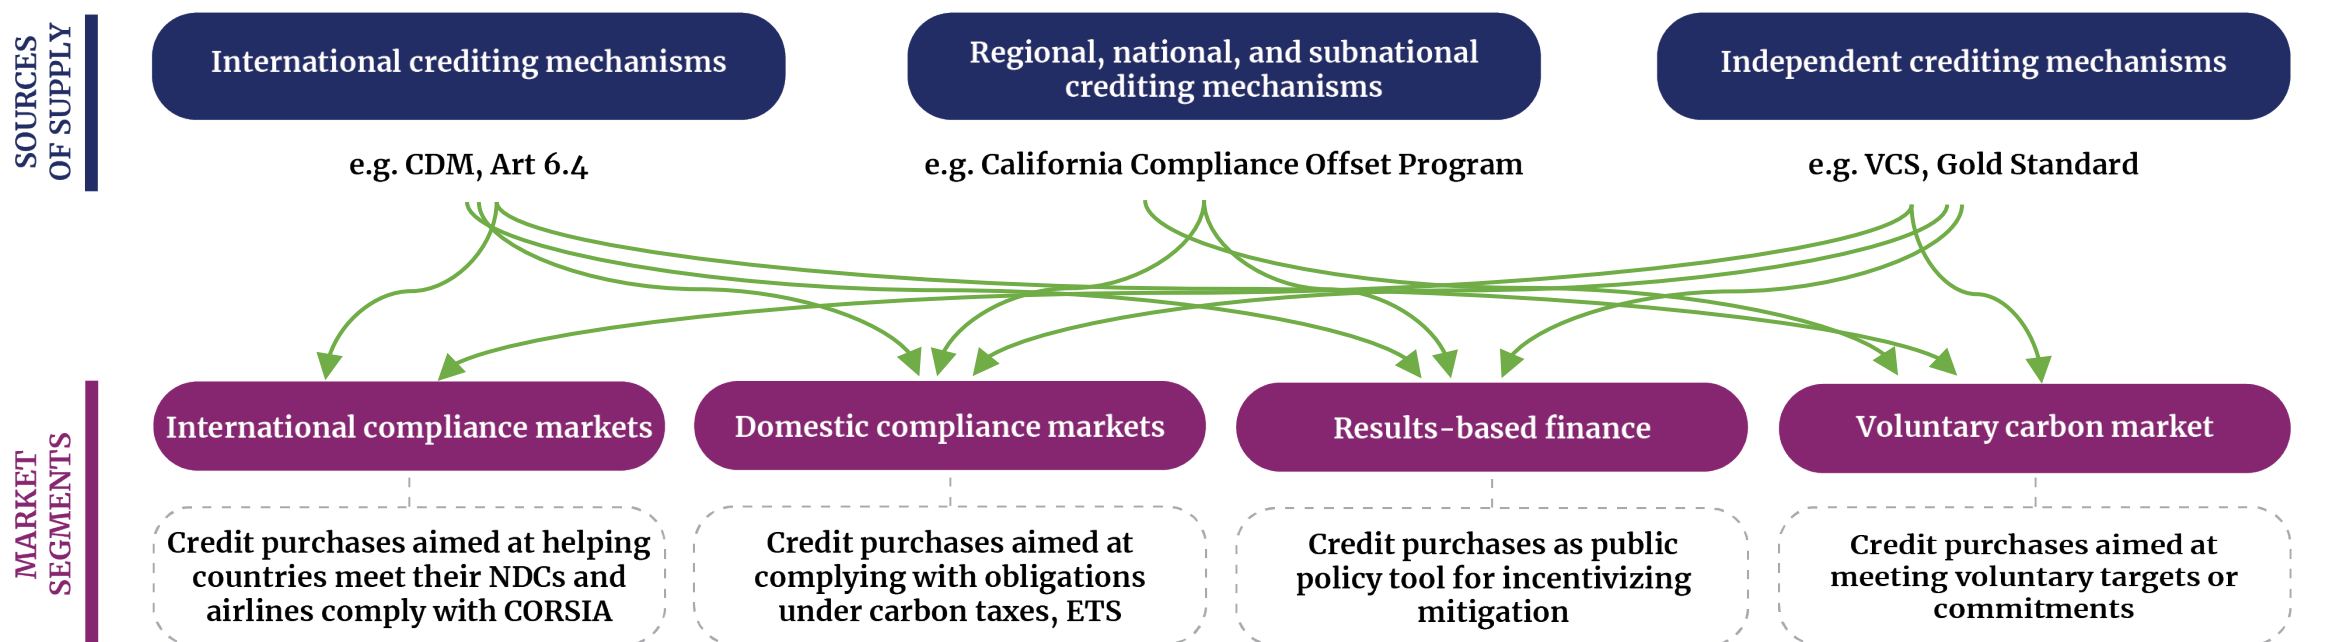 SOURCES
OF SUPPLY
International crediting mechanisms
Regional, national, and subnational
crediting mechanisms
Independent crediting mechanisms
e.g. CDM, Art 6.4
e.g. California Compliance Offset Program
e.g. VCS, Gold Standard
MARKET
SEGMENTS
International compliance markets
Domestic compliance markets
Results-based finance
Voluntary carbon market
Credit purchases aimed at helping
countries meet their NDCs and
airlines comply with CORSIA
Credit purchases aimed at
complying with obligations
under carbon taxes, ETS
Credit purchases as public
policy tool for incentivizing
mitigation
Credit purchases aimed at
meeting voluntary targets or
commitments